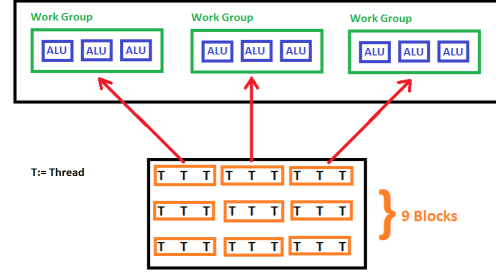 Work Group Work Group Work Group
ALU ALU ALU ALU ALU ALU ALU ALU ALU
T:= Thread
T T T T T T T T T
T T T T T T T T T
9 Blocks
T T T T T T T T T